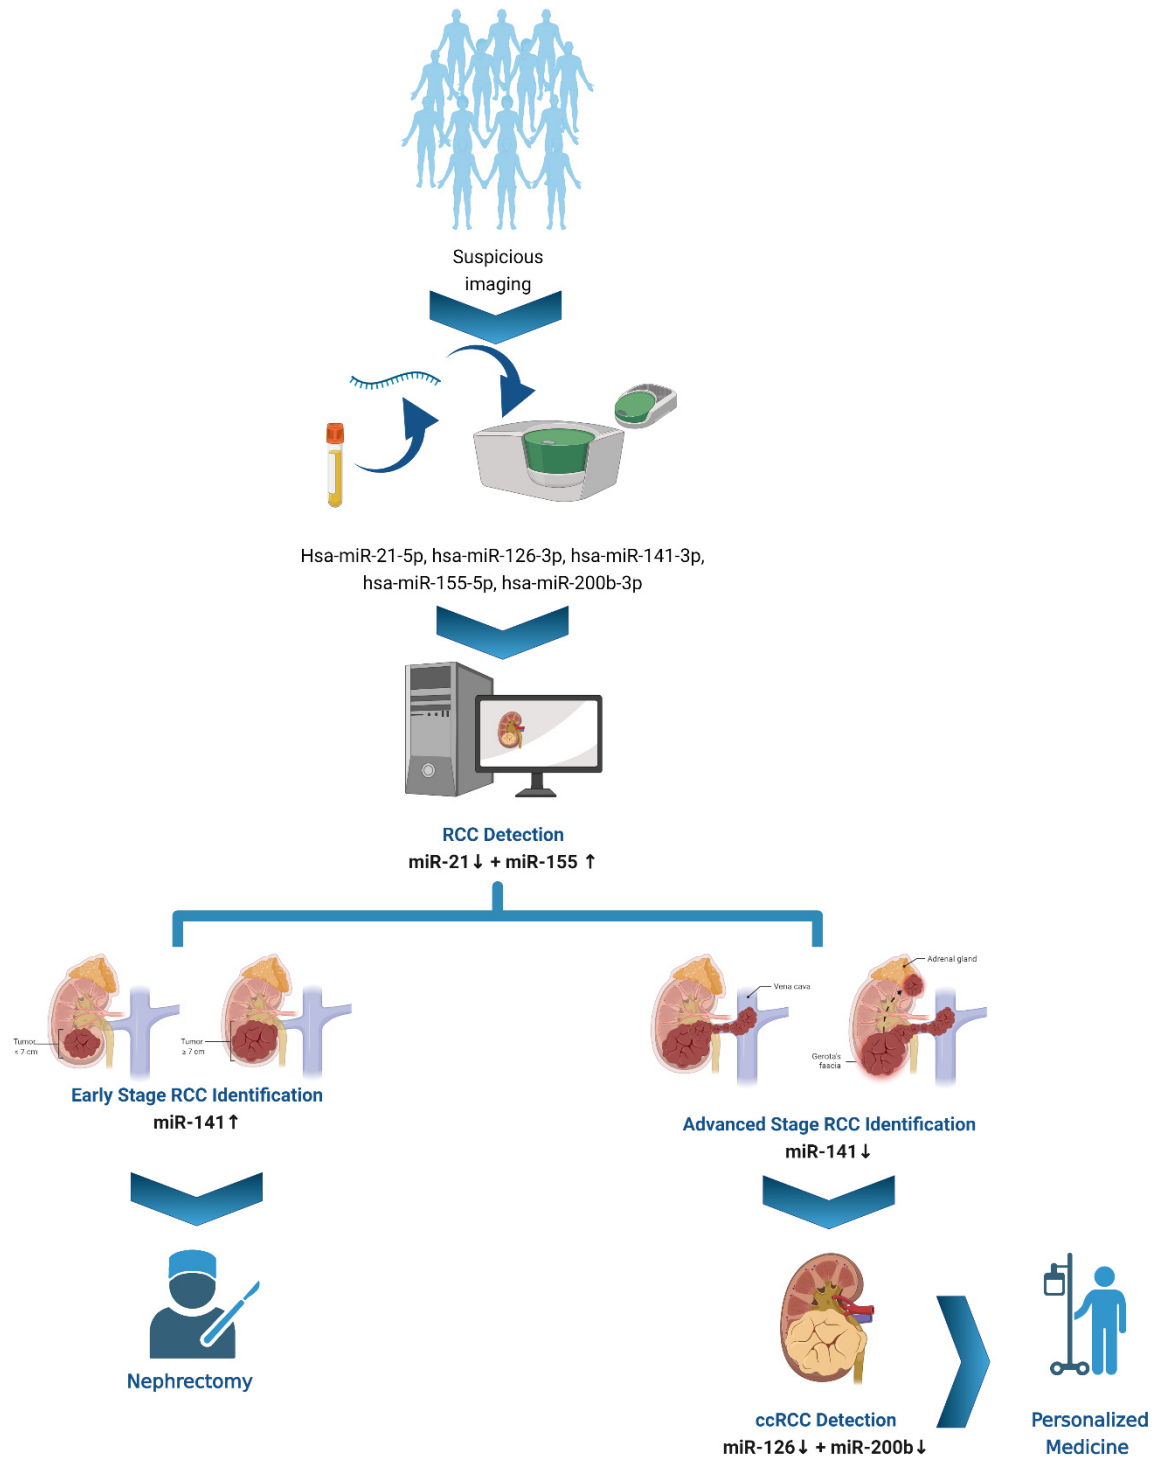 Suspicious
imaging
Hsa-miR-21-5p, hsa-miR-126-3p, hsa-miR-141-3p,
hsa-miR-155-5p, hsa-miR-200b-3p
RCC Detection
miR-21↓ + miR-155 ↑
Tumor
< 7 cm
Tumor
≥ 7 cm
Early Stage RCC Identification
miR-141↑
Nephrectomy
Vena cava
Adrenal gland
Gerota's
fascia
Advanced Stage RCC Identification
miR-141↓
ccRCC Detection
miR-126↓ + miR-200b↓
Personalized
Medicine